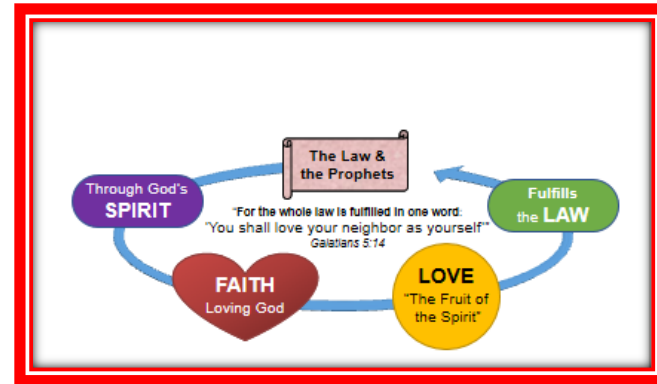 The Law &
the Prophets
Through God's
SPIRIT
"For the whole law is fulfilled in one word:
"You shall love your neighbor as yourself'"
Galatians 5:14
Fulfills
the LAW
FAITH
Loving God
LOVE
"The Fruit of
the Spirit"